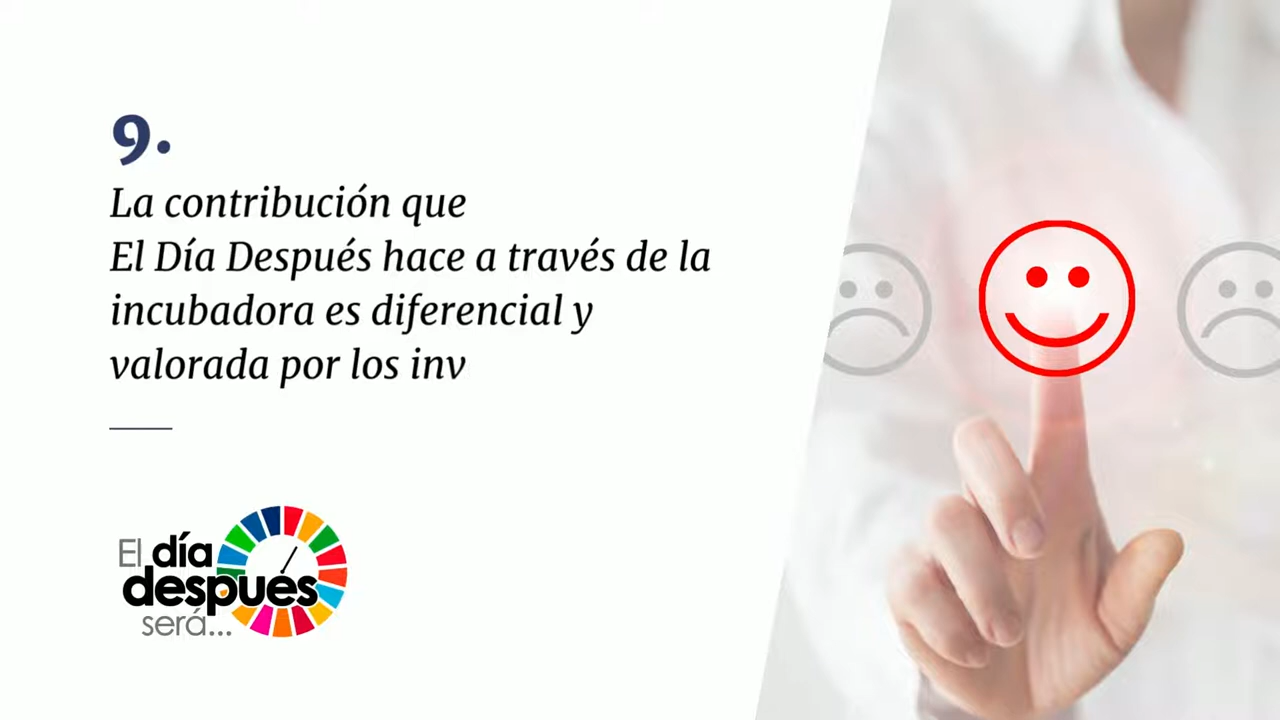 9.
La contribución que
El Día Después hace a través de la
incubadora es diferencial y
valorada por los inv
El día
después
será...